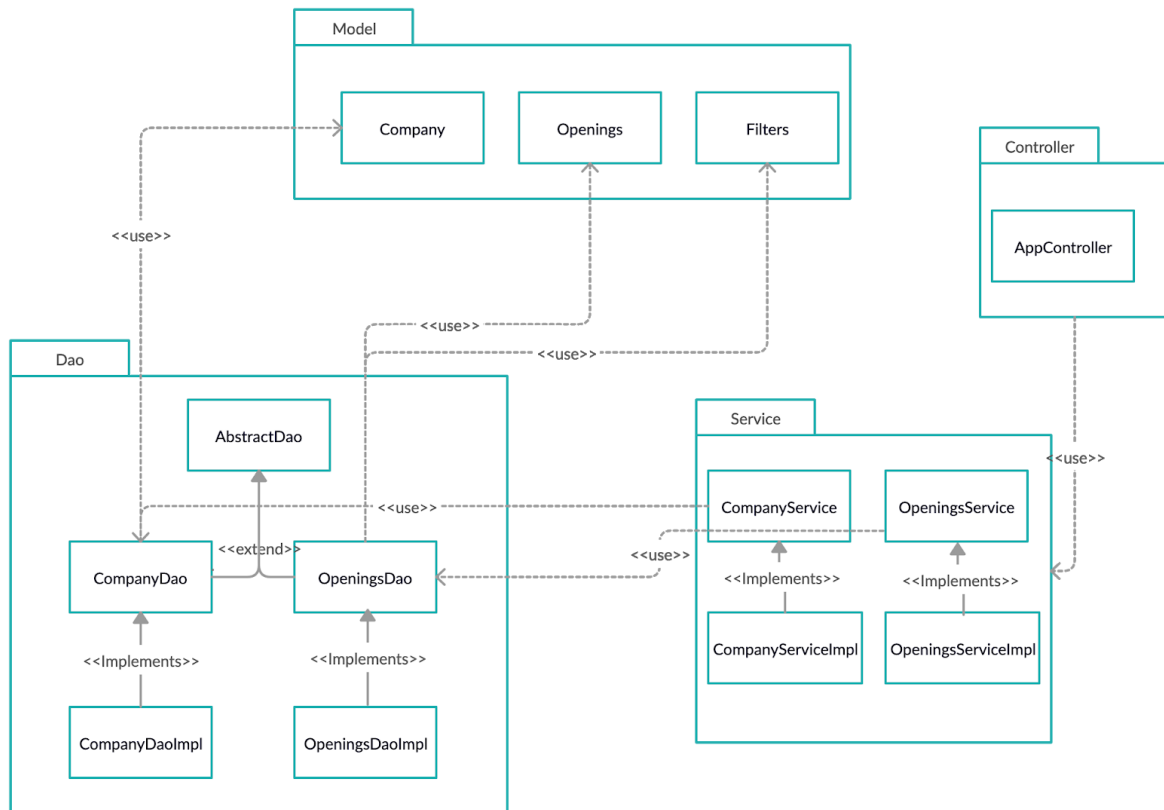 Model
Company
Openings
Filters
Controller
AppController
<<use>>
<<use>>
<<use>>
Dao
AbstractDao
Service
<<use>>
CompanyService
OpeningsService
<<use>>
<<extend>>
<<use>>
CompanyDao
OpeningsDao
<<Implements>>
<<Implements>>
CompanyServiceImpl
OpeningsServiceImpl
<<Implements>>
<<Implements>>
CompanyDaoImpl
OpeningsDaoImpl